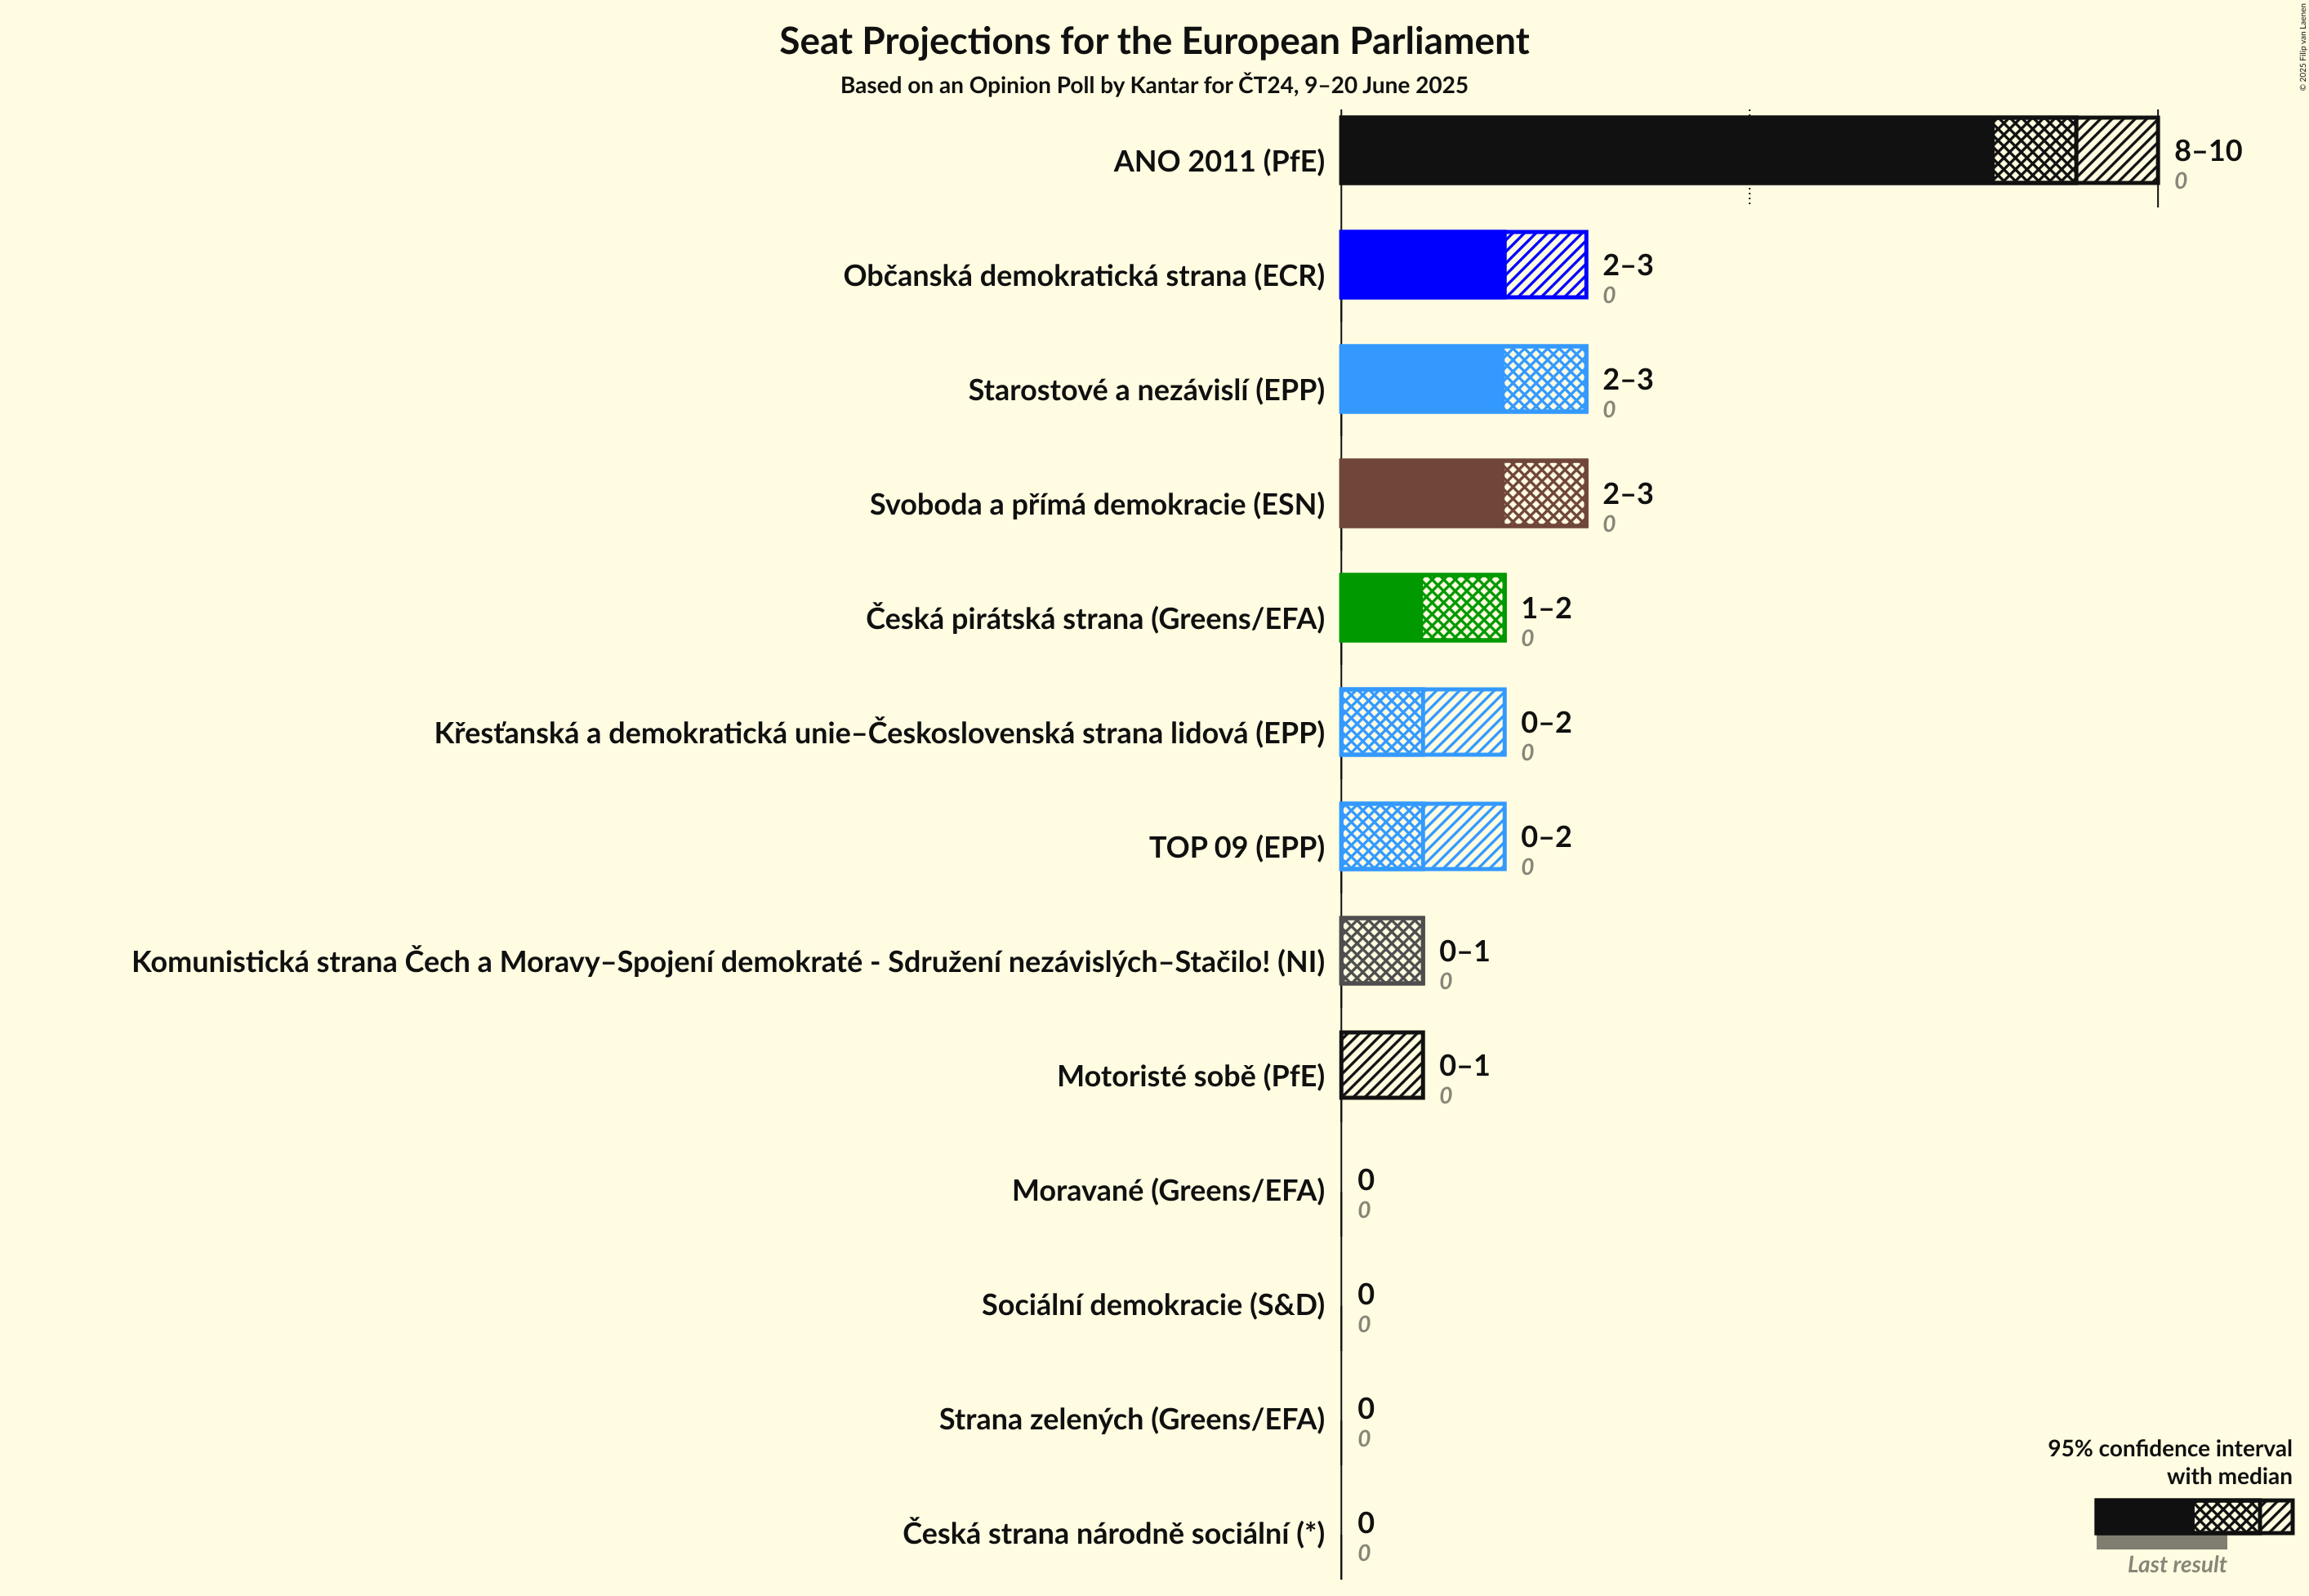 Seat Projections for the European Parliament
Based on an Opinion Poll by Kantar for ČT24, 9–20 June 2025
© 2025 Filip van Laenen
ANO 2011 (PfE)
8–10
0
Občanská demokratická strana (ECR)
2–3
0
Starostové a nezávislí (EPP)
2–3
0
Svoboda a přímá demokracie (ESN)
2–3
0
Česká pirátská strana (Greens/EFA)
1–2
0
Křesťanská a demokratická unie–Československá strana lidová (EPP)
0–2
0
TOP 09 (EPP)
0–2
0
Komunistická strana Čech a Moravy–Spojení demokraté - Sdružení nezávislých–Stačilo! (NI)
0–1
0
Motoristé sobě (PfE)
0–1
0
Moravané (Greens/EFA)
0
0
Sociální demokracie (S&D)
0
0
Strana zelených (Greens/EFA)
0
0
Česká strana národně sociální (*)
0
0
95% confidence interval
with median
Last result